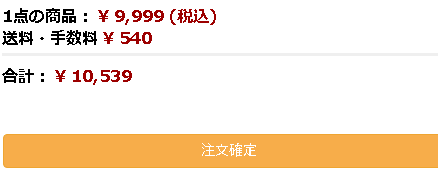 1点の商品： ¥ 9,999 (税込)
送料・手数料 ¥ 540
合計： ¥ 10,539
注文確定